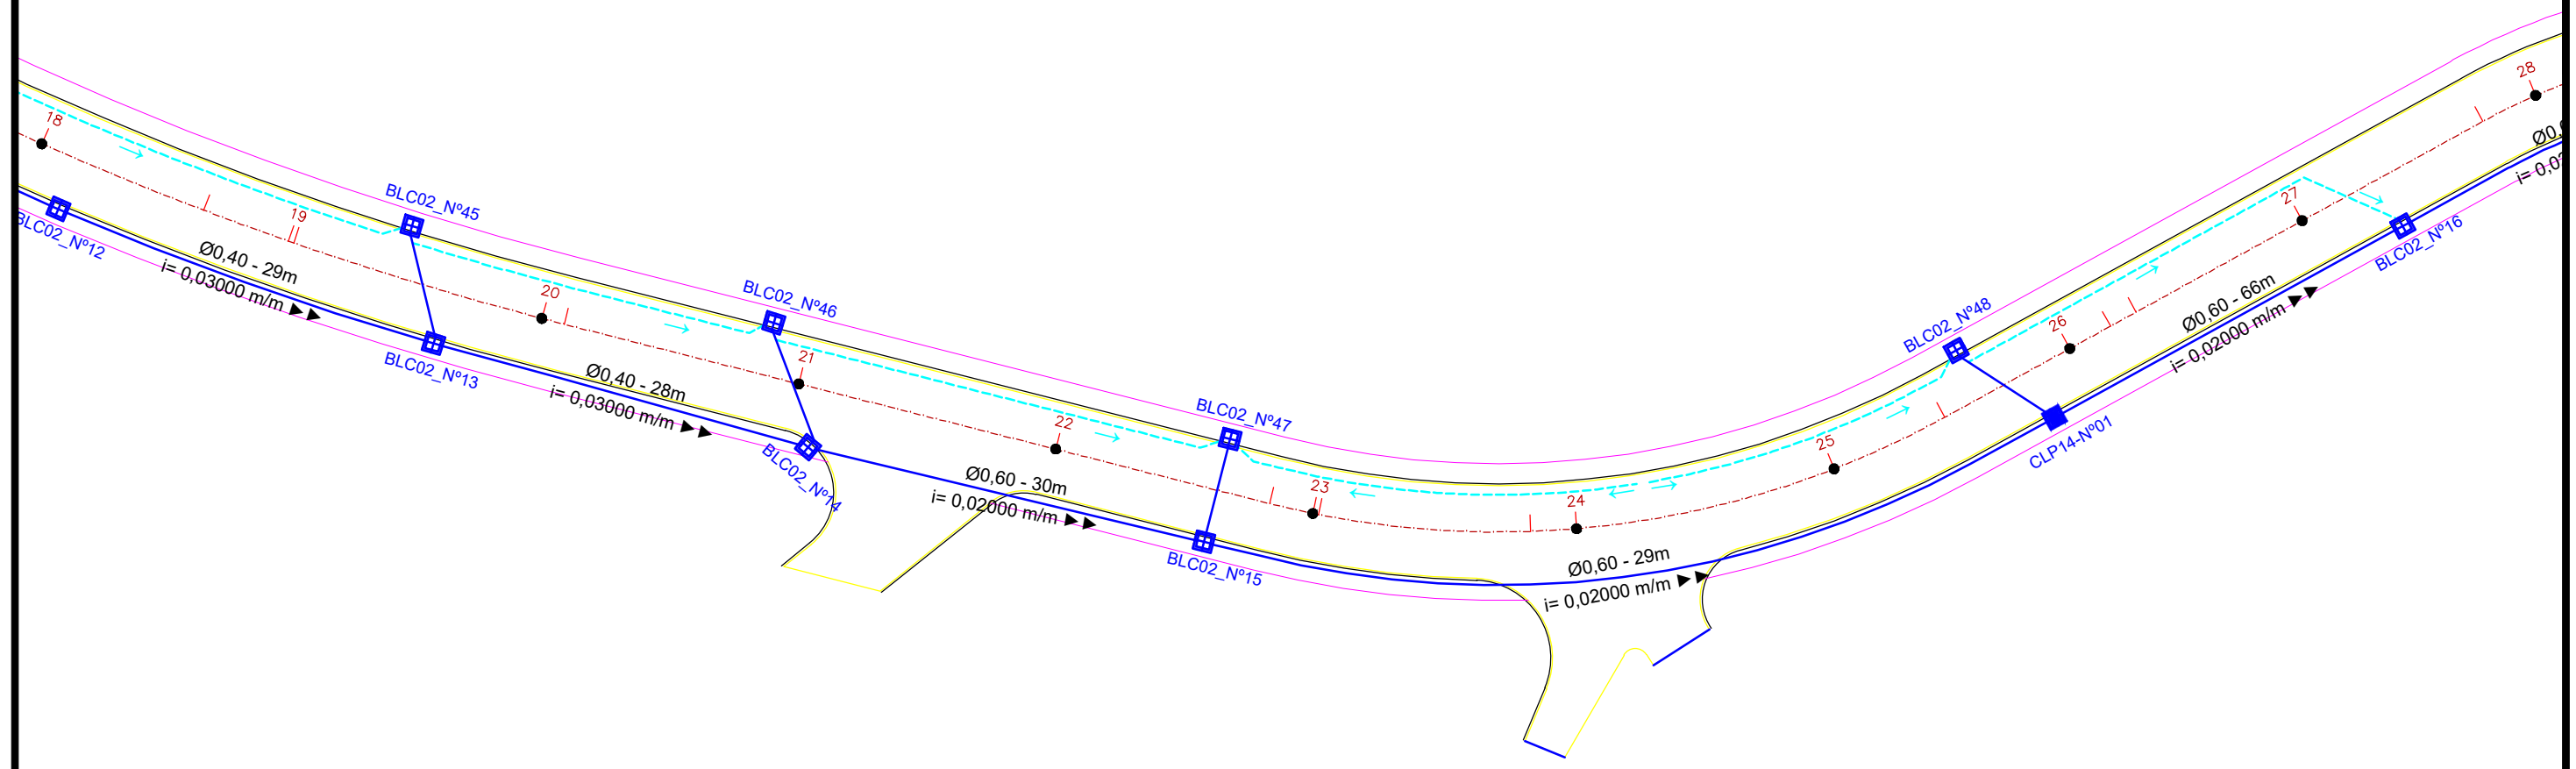 18
BLC02_Nº12
19
Ø0,40 - 29m
i= 0,03000 m/m
BLC02_Nº45
BLC02_Nº13
20
Ø0,40 - 28m
i= 0,03000 m/m
BLC02_Nº46
21
BLC02_Nº14
22
Ø0,60 - 30m
i= 0,02000 m/m
BLC02_Nº47
BLC02_Nº15
23
24
Ø0,60 - 29m
i= 0,02000 m/m
25
BLC02_Nº48
26
CLP14-Nº01
27
Ø0,60 - 66m
i= 0,02000 m/m
BLC02_Nº16
28